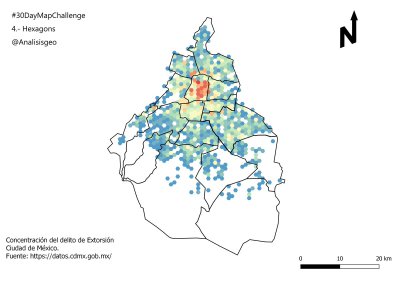 #30DayMapChallenge
4.- Hexagons
@Analisisgeo
N
Concentración del delito de Extorsión
Ciudad de México.
Fuente: https://datos.cdmx.gob.mx/
0 10 20 km